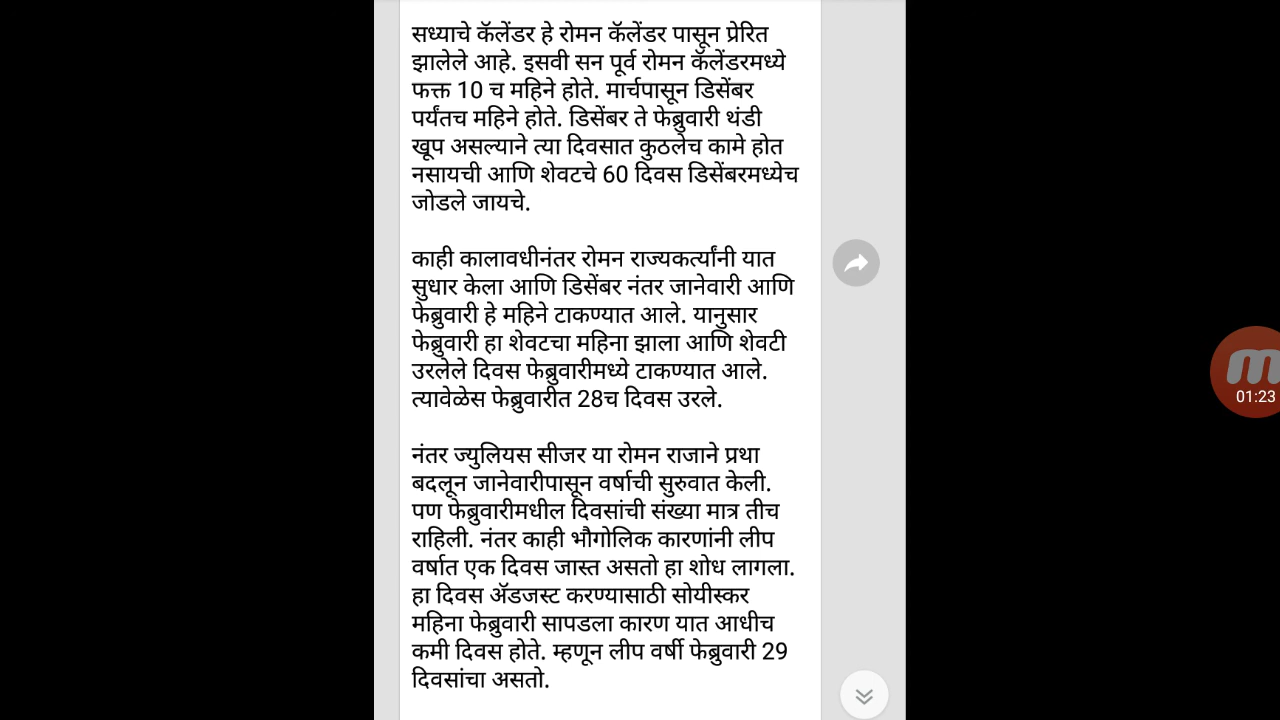 सध्याचे कॅलेंडर हे रोमन कॅलेंडर पासून प्रेरित
झालेले आहे. इसवी सन पूर्व रोमन कॅलेंडरमध्ये
फक्त 10 च महिने होते. मार्चपासून डिसेंबर
पर्यंतच महिने होते. डिसेंबर ते फेब्रुवारी थंडी
खूप असल्याने त्या दिवसात कुठलेच कामे होत
नसायची आणि शेवटचे 60 दिवस डिसेंबरमध्येच
जोडले जायचे.
काही कालावधीनंतर रोमन राज्यकर्त्यांनी यात
सुधार केला आणि डिसेंबर नंतर जानेवारी आणि
फेब्रुवारी हे महिने टाकण्यात आले. यानुसार
फेब्रुवारी हा शेवटचा महिना झाला आणि शेवटी
उरलेले दिवस फेब्रुवारीमध्ये टाकण्यात आले.
त्यावेळेस फेब्रुवारीत 28च दिवस उरले.
नंतर ज्युलियस सीजर या रोमन राजाने प्रथा
बदलून जानेवारीपासून वर्षाची सुरुवात केली.
पण फेब्रुवारीमधील दिवसांची संख्या मात्र तीच
राहिली. नंतर काही भौगोलिक कारणांनी लीप
वर्षात एक दिवस जास्त असतो हा शोध लागला.
हा दिवस ॲडजस्ट करण्यासाठी सोयीस्कर
महिना फेब्रुवारी सापडला कारण यात आधीच
कमी दिवस होते. म्हणून लीप वर्षी फेब्रुवारी 29
दिवसांचा असतो.
01:23